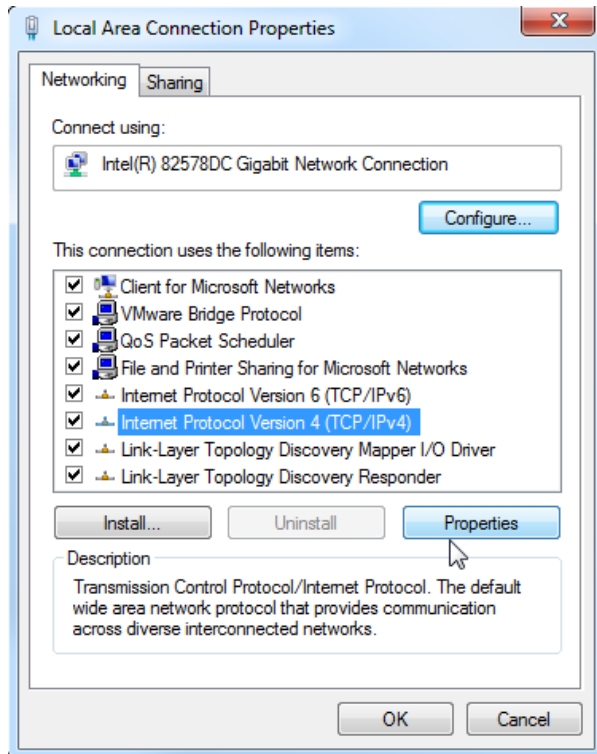 Local Area Connection Properties
Networking
Sharing
Connect using:
Intel(R) 82578DC Gigabit Network Connection
Configure...
This connection uses the following items:
Client for Microsoft Networks
VMware Bridge Protocol
QoS Packet Scheduler
File and Printer Sharing for Microsoft Networks
Internet Protocol Version 6 (TCP/IPv6)
Internet Protocol Version 4 (TCP/IPv4)
Link-Layer Topology Discovery Mapper I/O Driver
Link-Layer Topology Discovery Responder
Install...
Uninstall
Properties
Description
Transmission Control Protocol/Internet Protocol. The default
wide area network protocol that provides communication
across diverse interconnected networks.
OK
Cancel